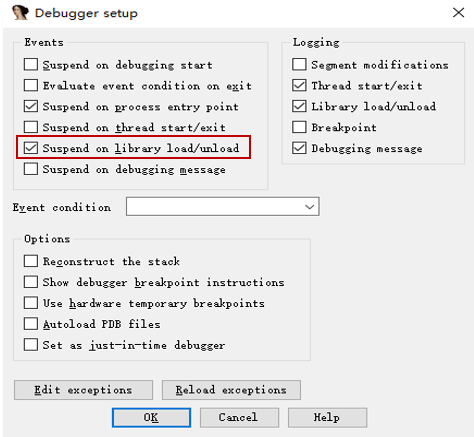 Debugger setup
Events
Suspend on debugging start
Evaluate event condition on exit
Suspend on process entry point
Suspend on thread start/exit
Suspend on library load/unload
Suspend on debugging message
Logging
Segment modifications
Thread start/exit
Library load/unload
Breakpoint
Debugging message
Event condition
Options
Reconstruct the stack
Show debugger breakpoint instructions
Use hardware temporary breakpoints
Autoload PDB files
Set as just-in-time debugger
Edit exceptions
Reload exceptions
OK
Cancel
Help